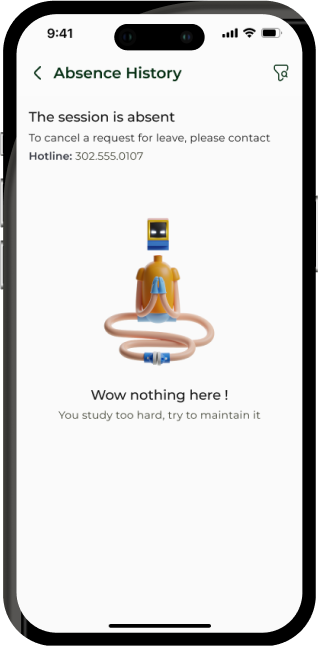 9:41
Absence History
The session is absent
To cancel a request for leave, please contact
Hotline: 302.555.0107
Wow nothing here !
You study too hard, try to maintain it